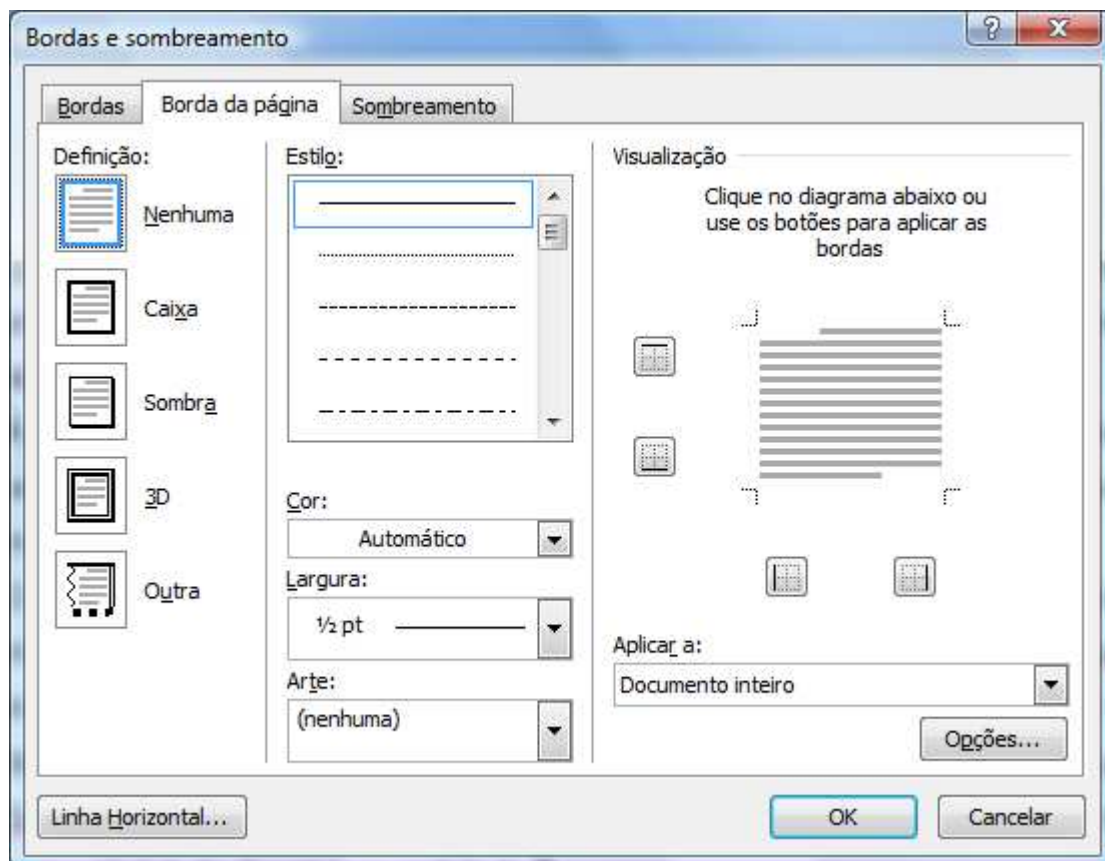 Bordas e sombreamento
Bordas
Borda da página
Sombreamento
Definição:
Nenhuma
Caixa
Sombra
3D
Outra
Estilo:
Cor:
Automático
Largura:
½ pt
Arte:
(nenhuma)
Visualização
Clique no diagrama abaixo ou
use os botões para aplicar as
bordas
Aplicar a:
Documento inteiro
Opções...
Linha Horizontal...
OK
Cancelar